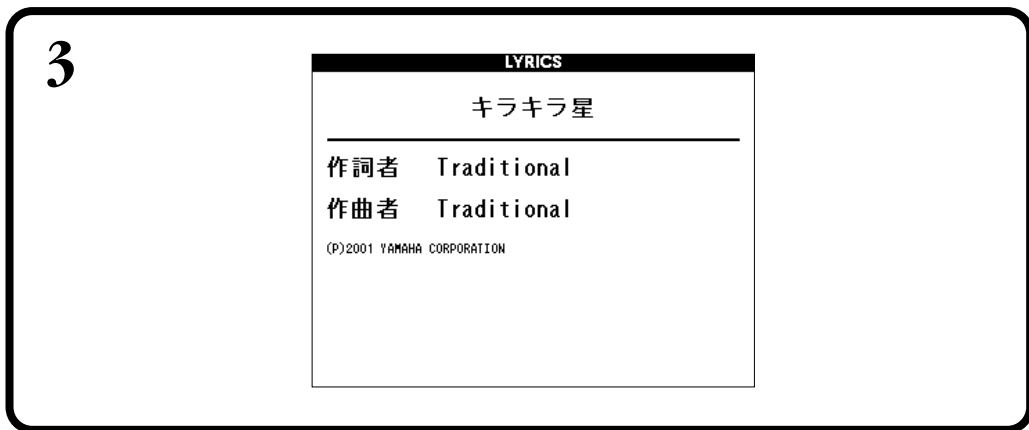 3
LYRICS
キラキラ星
作詞者 Traditional
作曲者 Traditional
(P)2001 YAMAHA CORPORATION